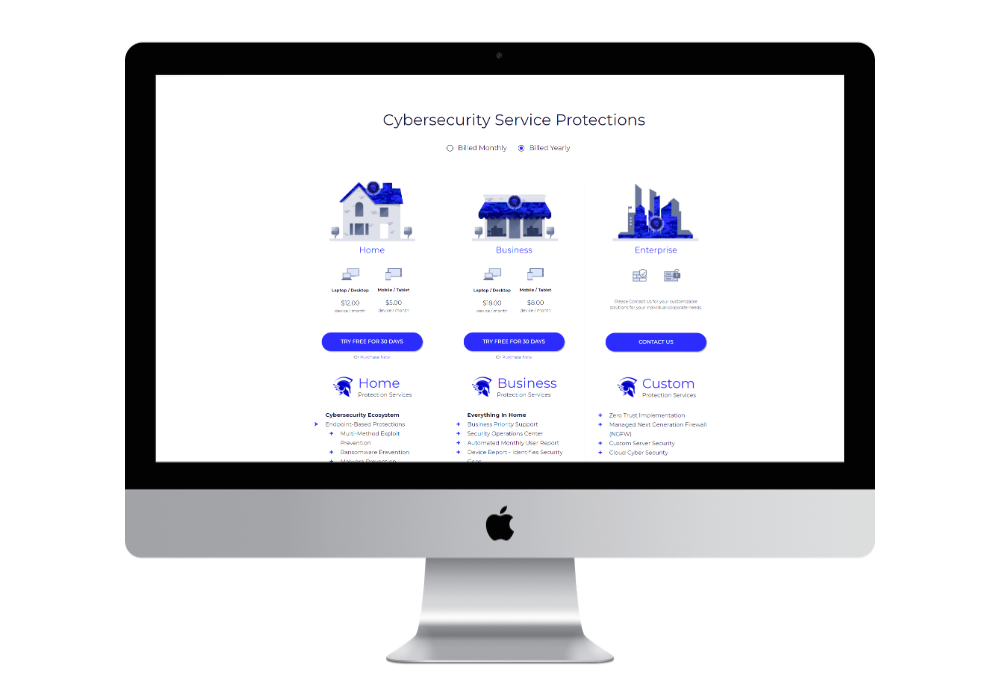 Cybersecurity Service Protections
Billed Monthly Billed Yearly
Home
Laptop / Desktop Mobile / Tablet
$12.00 $5.00
device / month device / month
TRY FREE FOR 30 DAYS
Or Purchase Now
Home
Protection Services
Cybersecurity Ecosystem
Endpoint-Based Protections
Multi-Method Exploit
Prevention
Ransomware Prevention
Malware Prevention
Business
Laptop / Desktop Mobile / Tablet
$18.00 $8.00
device / month device / month
TRY FREE FOR 30 DAYS
Or Purchase Now
Business
Protection Services
Everything In Home
Business Priority Support
Security Operations Center
Automated Monthly User Report
Device Report - Identifies Security
Enterprise
Please Contact Us for your customizable
solutions for your individual corporate needs.
CONTACT US
Custom
Protection Services
Zero Trust Implementation
Managed Next Generation Firewall
(NGFW)
Custom Server Security
Cloud Cyber Security